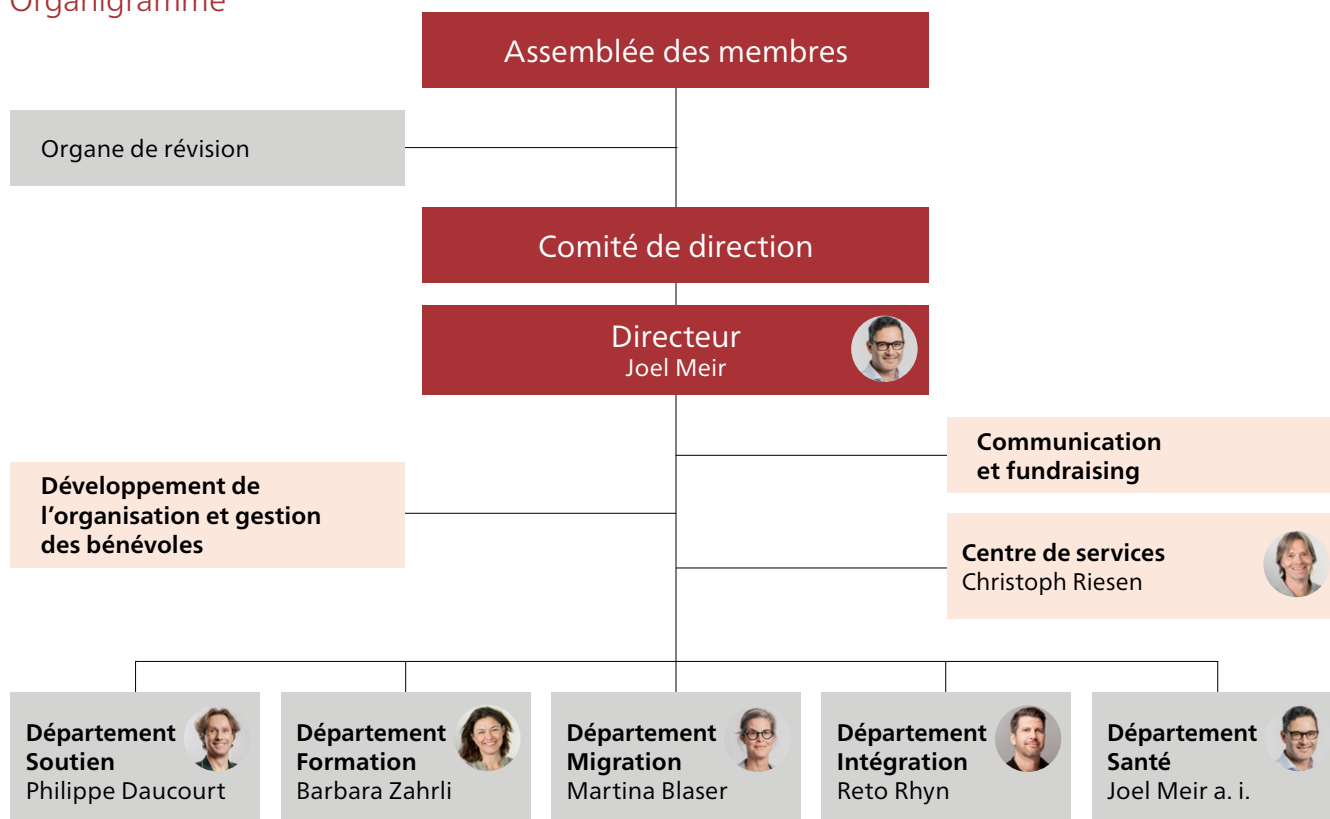 Organigramme
Assemblée des membres
Organe de révision
Comité de direction
Directeur
Joel Meir
Communication
et fundraising
Développement de
l’organisation et gestion
des bénévoles
Centre de services
Christoph Riesen
Département
Soutien
Philippe Daucourt
Département
Formation
Barbara Zahrli
Département
Migration
Martina Blaser
Département
Intégration
Reto Rhyn
Département
Santé
Joel Meir a. i.